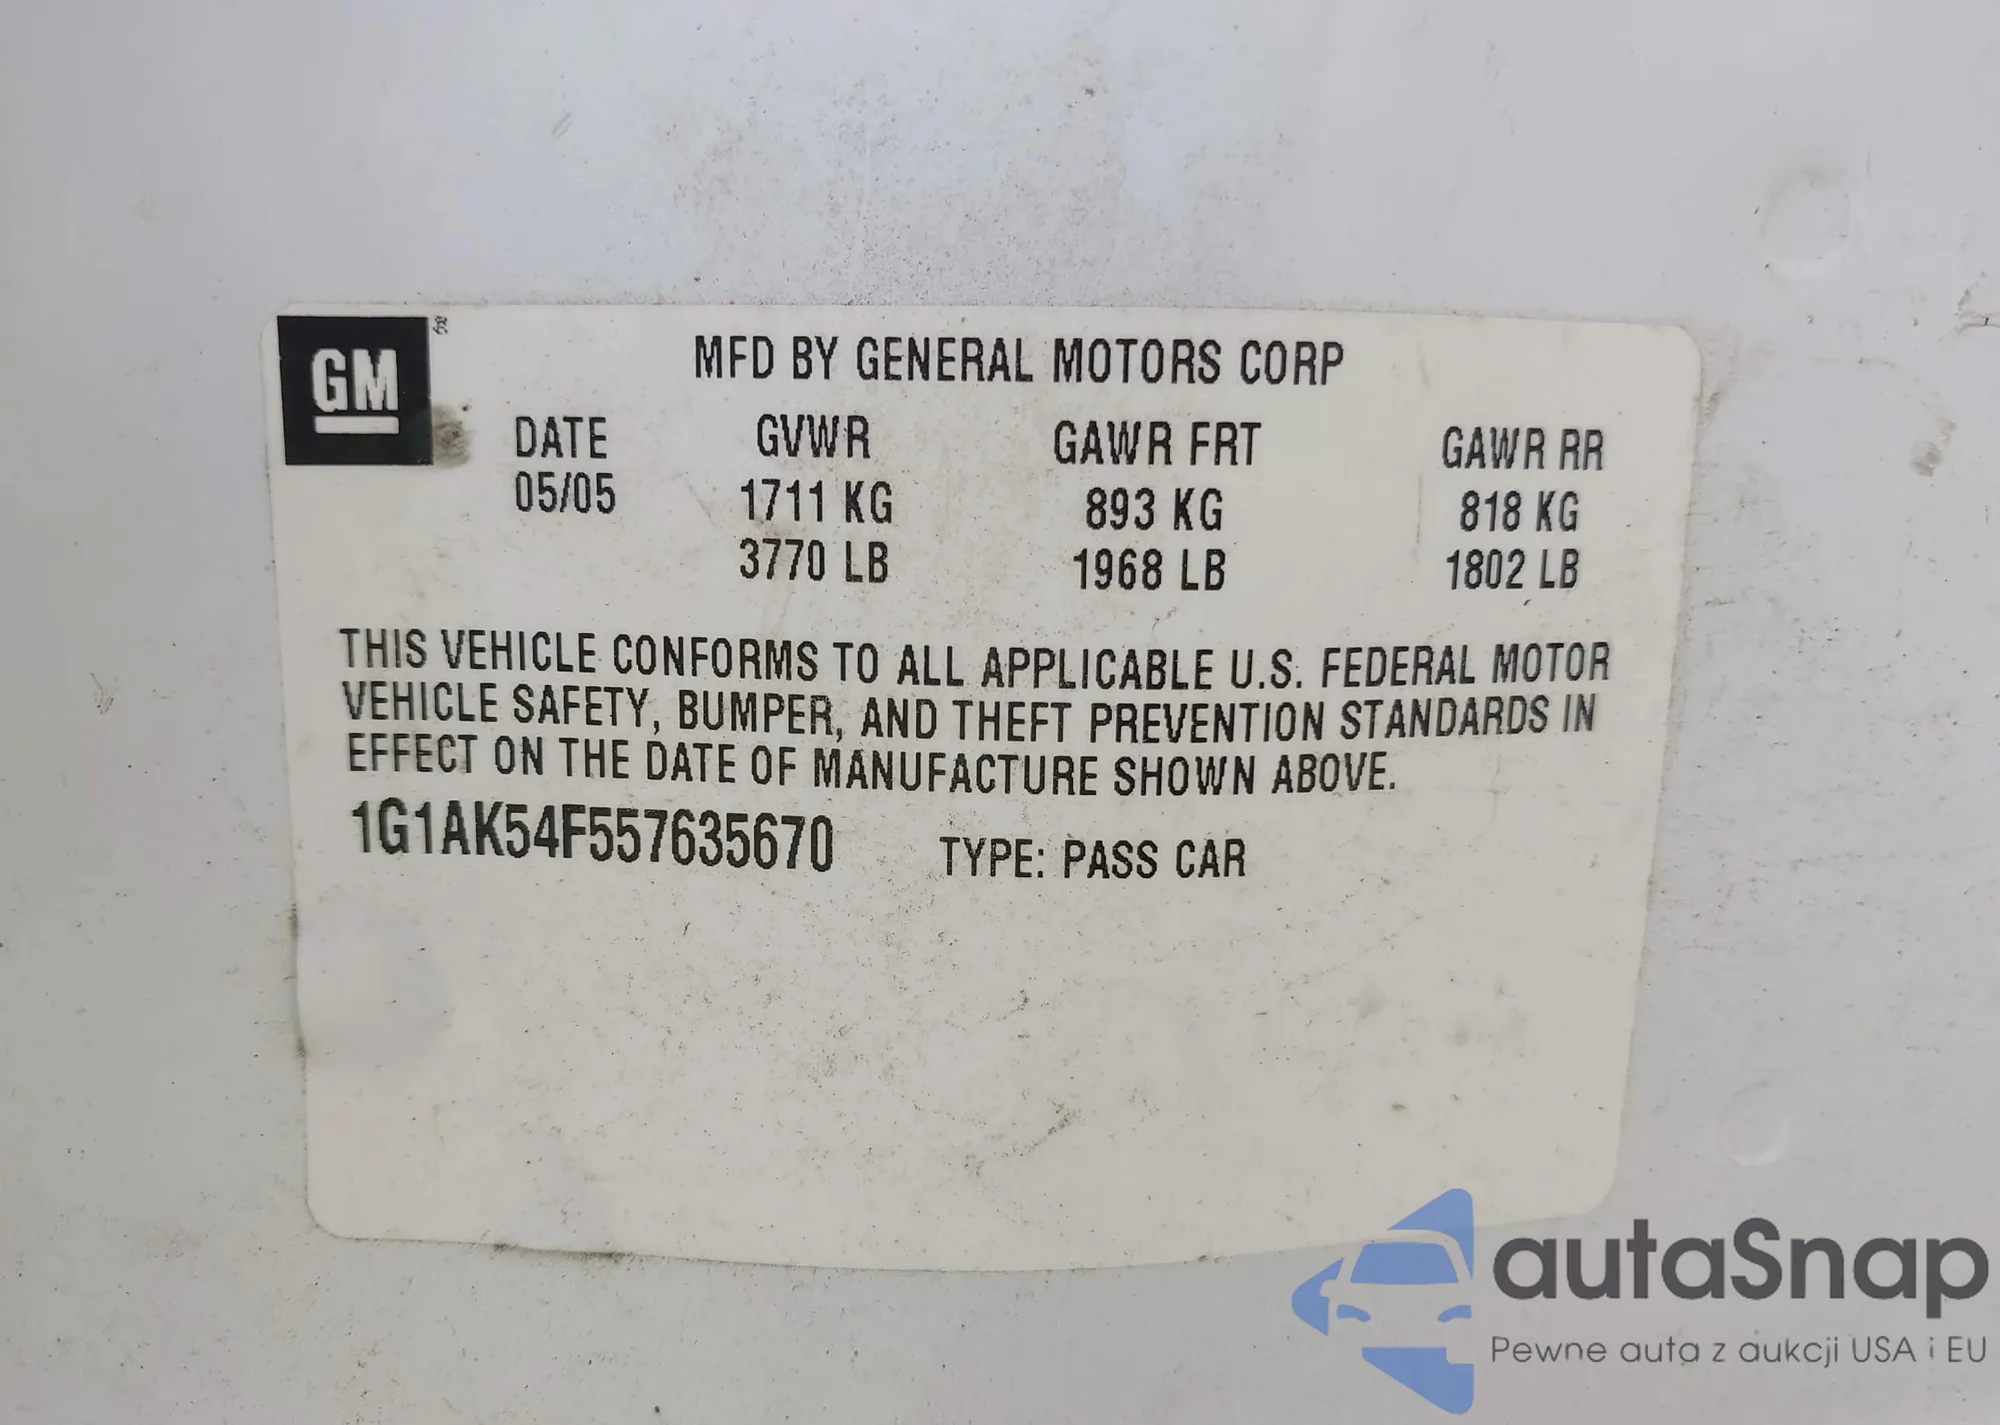 GM
MFD BY GENERAL MOTORS CORP
DATE GVWR GAWR FRT GAWR RR
05/05 1711 KG 893 KG 818 KG
3770 LB 1968 LB 1802 LB
THIS VEHICLE CONFORMS TO ALL APPLICABLE U.S. FEDERAL MOTOR
VEHICLE SAFETY, BUMPER, AND THEFT PREVENTION STANDARDS IN
EFFECT ON THE DATE OF MANUFACTURE SHOWN ABOVE.
1G1AK54F557635670 TYPE: PASS CAR
autaSnap
Pewne auta z aukcji USA i EU